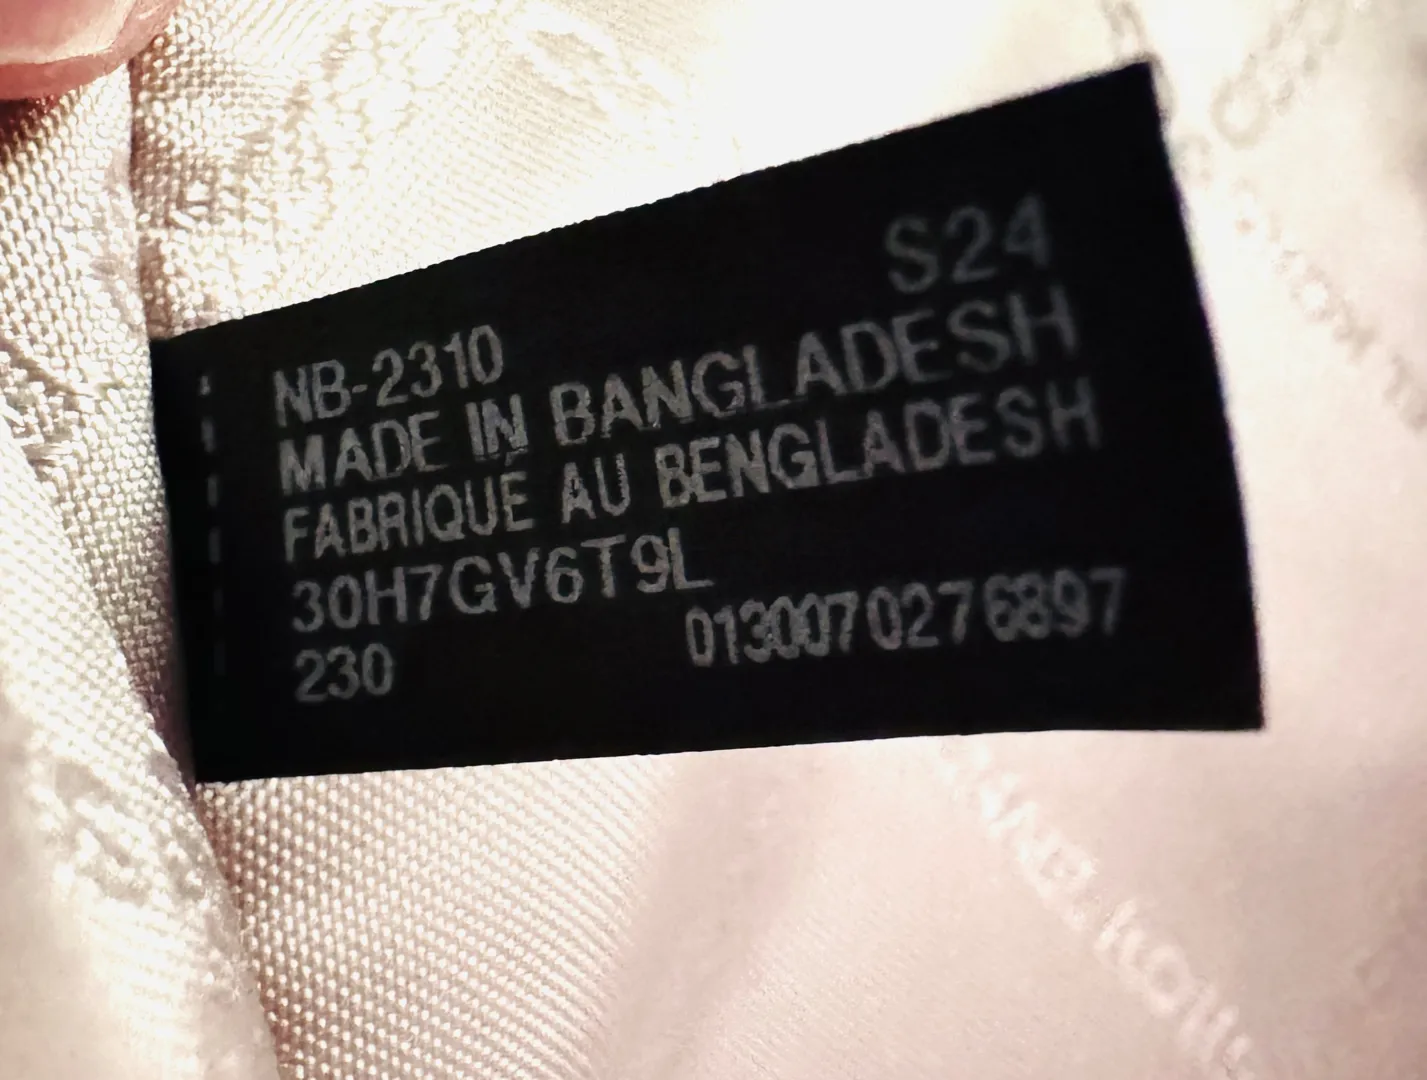 S24
NB-2310
MADE IN BANGLADESH
FABRIQUE AU BENGLADESH
30H7GV6T9L
230 0130070276897